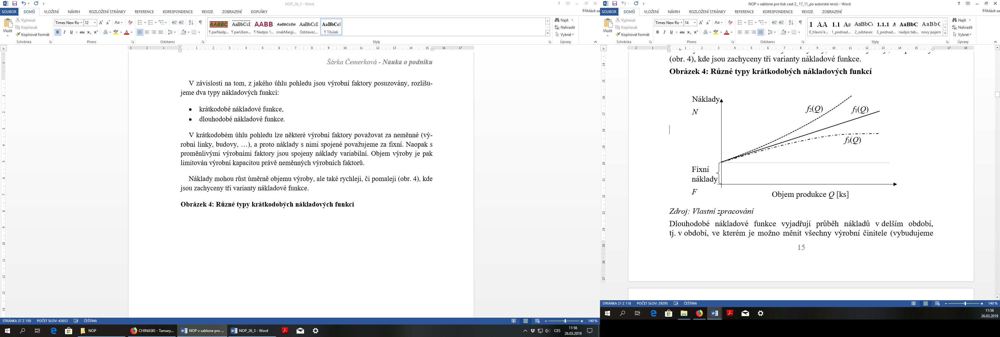 NOP_26_3 - Word
SOUBOR DOMŮ VLOŽENÍ NÁVRH ROZLOŽENÍ STRÁNKY REFERENCE KORESPONDENCE REVIZE ZOBRAZENÍ DOPLŇKY Přihlásit se
Vložit
Vyjmout
Kopírovat
Kopírovat formát
Times New Ro 12
AABBC AaBbCcI AABB AaBbCcDd AaBbCcI AaBbCcI
¶ parNadp... ¶ parUkon... ¶ Nadpis 1... znakMargi... Odstavec... ¶ Titulek
Najít
Nahradit
Vybrat
Schránka Písmo Odstavec Styly Úpravy
Šárka Čemerková - Nauka o podniku
V závislosti na tom, z jakého úhlu pohledu jsou výrobní faktory posuzovány, rozlišu-
jeme dva typy nákladových funkcí:
• krátkodobé nákladové funkce,
• dlouhodobé nákladové funkce.
V krátkodobém úhlu pohledu lze některé výrobní faktory považovat za neměnné (vý-
robní linky, budovy, …), a proto náklady s nimi spojené považujeme za fixní. Naopak s
proměnlivými výrobními faktory jsou spojeny náklady variabilní. Objem výroby je pak
limitován výrobní kapacitou právě neměnných výrobních faktorů.
Náklady mohou růst úměrně objemu výroby, ale také rychleji, či pomaleji (obr. 4), kde
jsou zachyceny tři varianty nákladové funkce.
Obrázek 4: Různé typy krátkodobých nákladových funkcí
STRÁNKA 37 Z 150 POČET SLOV: 42653 ČEŠTINA 140 %
NOP CHINASKI - Tamary... NOP v sablone pro ... NOP_26_3 - Word CES 11:56
26.03.2019
NOP v sablone pro tisk cast 2_ 17_11_po autorské revizi - Word
SOUBOR DOMŮ VLOŽENÍ NÁVRH ROZLOŽENÍ STRÁNKY REFERENCE KORESPONDENCE REVIZE ZOBRAZENÍ Přihlásit se
Vložit
Vyjmout
Kopírovat
Kopírovat formát
Times New Ro 14
1 AA 1.1 Aa AaBbCc 1.1.1 A AaBbC AaBbC
0_hlavní k... 1_podnad... 2_odstavec 3_podnad... nadpis tab... novy pojem
Najít
Nahradit
Vybrat
Schránka Písmo Odstavec Styly Úpravy
(obr. 4), kde jsou zachyceny tři varianty nákladové funkce.
Obrázek 4: Různé typy krátkodobých nákladových funkcí
Náklady
N
f2(Q) f1(Q)
f3(Q)
Fixní
náklady
F
Objem produkce Q [ks]
Zdroj: Vlastní zpracování
Dlouhodobé nákladové funkce vyjadřují průběh nákladů v delším období,
tj. v období, ve kterém je možno měnit všechny výrobní činitele (vybudujeme
15
STRÁNKA 21 Z 118 POČET SLOV: 29295 ČEŠTINA 140 %
11:56
26.03.2019